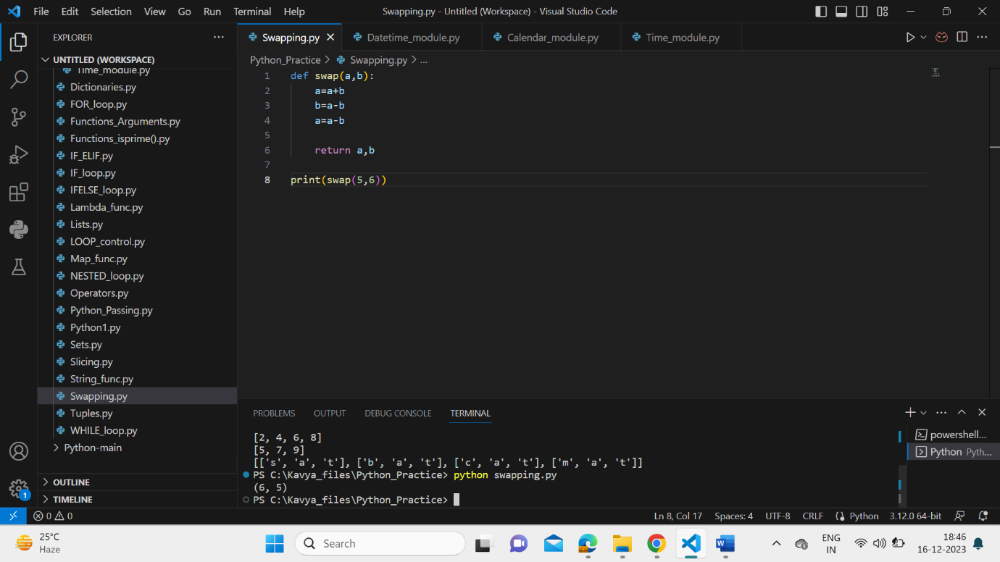 File Edit Selection View Go Run Terminal Help
Swapping.py - Untitled (Workspace) - Visual Studio Code
EXPLORER
UNTITLED (WORKSPACE)
Time_module.py
Dictionaries.py
FOR_loop.py
Functions_Arguments.py
Functions_isprime().py
IF_ELIF.py
IF_loop.py
IFELSE_loop.py
Lambda_func.py
Lists.py
LOOP_control.py
Map_func.py
NESTED_loop.py
Operators.py
Python_Passing.py
Python1.py
Sets.py
Slicing.py
String_func.py
Swapping.py
Tuples.py
WHILE_loop.py
Python-main
OUTLINE
TIMELINE
1
Swapping.py Datetime_module.py Calendar_module.py Time_module.py
Python_Practice > Swapping.py > ...
1 def swap(a,b):
2 a=a+b
3 b=a-b
4 a=a-b
5
6 return a,b
7
8 print(swap(5,6))
PROBLEMS OUTPUT DEBUG CONSOLE TERMINAL
[2, 4, 6, 8]
[5, 7, 9]
[['s', 'a', 't'], ['b', 'a', 't'], ['c', 'a', 't'], ['m', 'a', 't']]
PS C:\Kavya_files\Python_Practice> python swapping.py
(6, 5)
PS C:\Kavya_files\Python_Practice>
powershell...
Python Pyth...
0 0
Ln 8, Col 17 Spaces: 4 UTF-8 CRLF Python 3.12.0 64-bit
25°C
Haze
Search
ENG
IN
18:46
16-12-2023